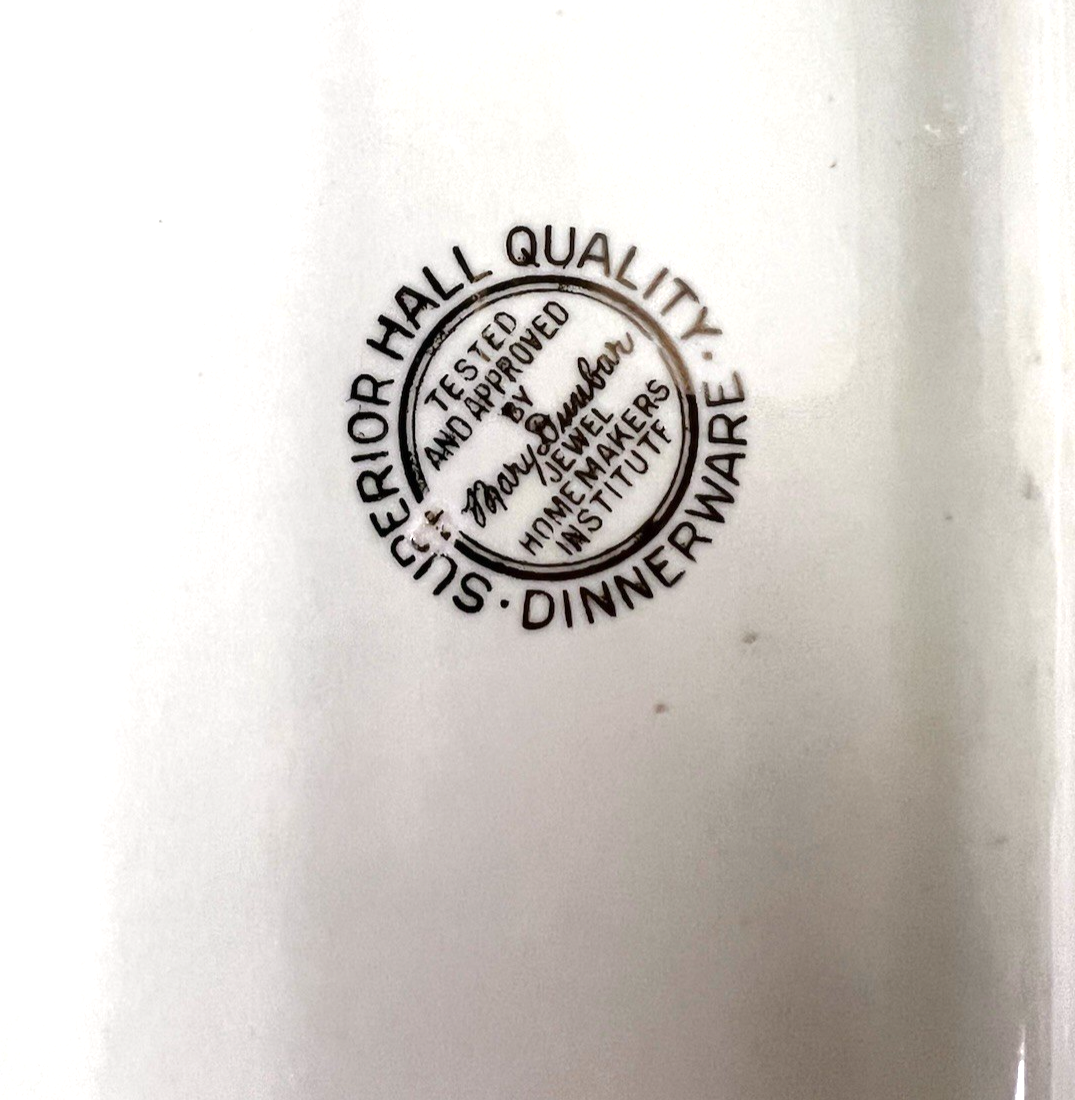 SUPERIOR HALL QUALITY · DINNERWARE ·
TESTED
AND APPROVED
BY
Mary Dunbar
JEWEL
HOMEMAKERS
INSTITUTE